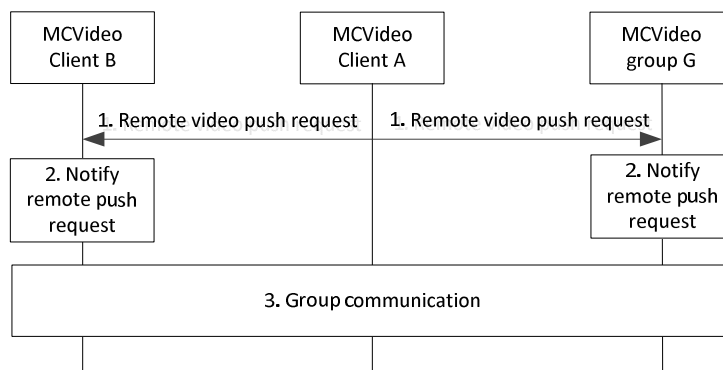 MCVideo
Client B
MCVideo
Client A
MCVideo
group G
1. Remote video push request
1. Remote video push request
2. Notify
remote push
request
2. Notify
remote push
request
3. Group communication